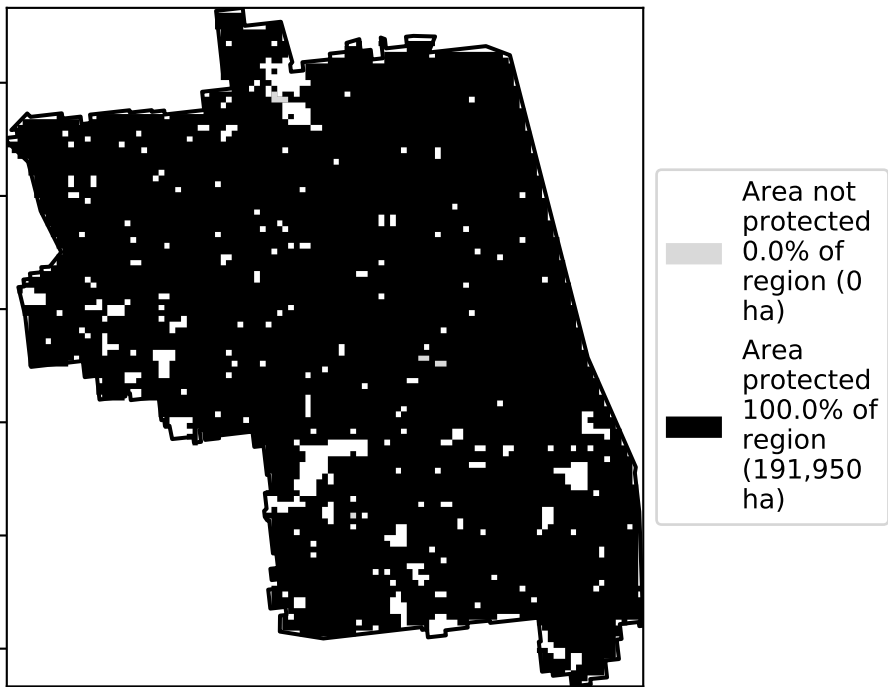 Area not
protected
0.0% of
region (0
ha)
Area
protected
100.0% of
region
(191,950
ha)